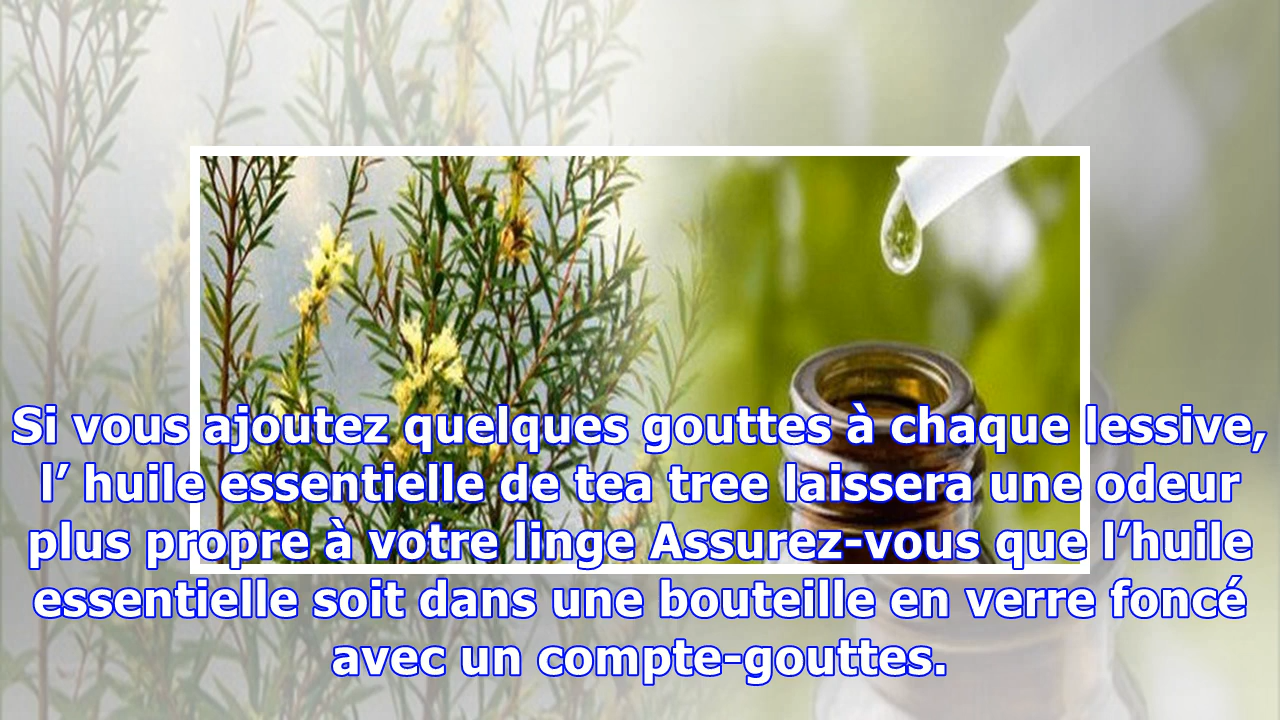 Si vous ajoutez quelques gouttes à chaque lessive,
l’ huile essentielle de tea tree laissera une odeur
plus propre à votre linge Assurez-vous que l’huile
essentielle soit dans une bouteille en verre foncé
avec un compte-gouttes.